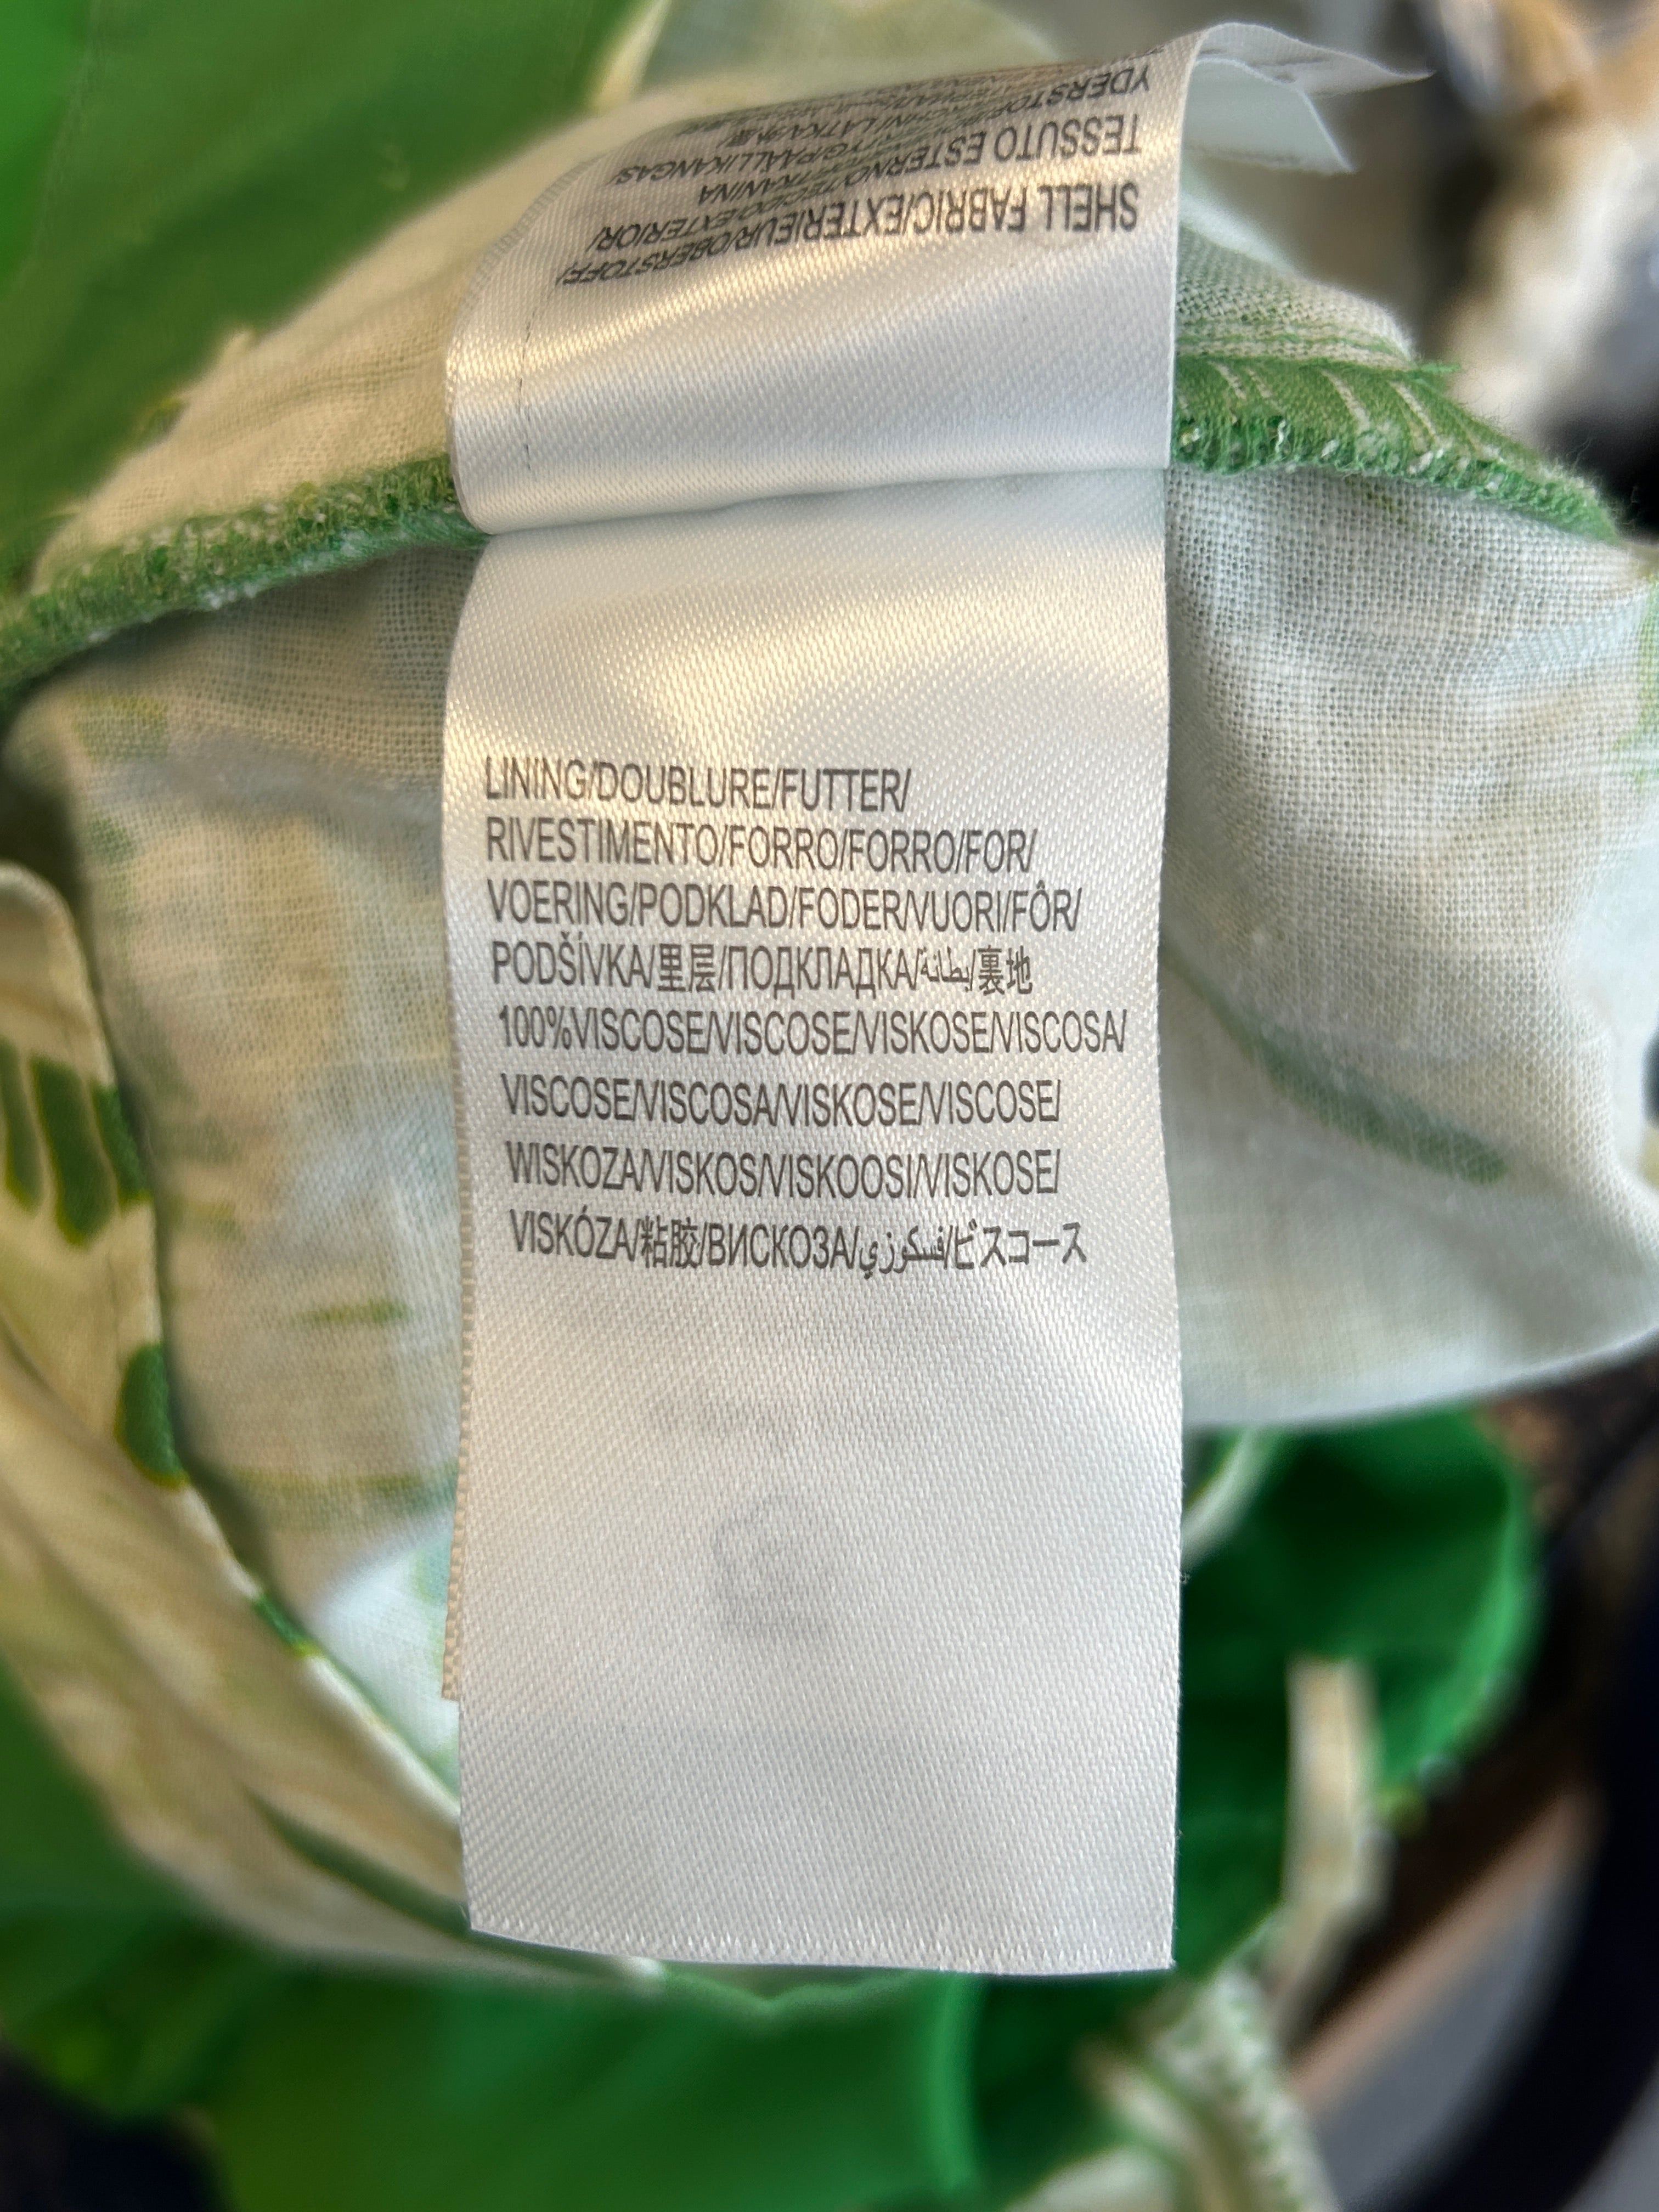 SHELL FABRIC/EXTERIEUR/OBERSTOFF/
TESSUTO ESTERNO/TECIDO EXTERIOR/
LINING/DOUBLURE/FUTTER/
RIVESTIMENTO/FORRO/FORRO/FOR/
VOERING/PODKLAD/FODER/VUORI/FÔR/
PODŠÍVKA/里层/ПОДКЛАДКА/بطانة/裏地
100%VISCOSE/VISCOSE/VISKOSE/VISCOSA/
VISCOSE/VISCOSA/VISKOSE/VISCOSE/
WISKOZA/VISKOS/VISKOOSI/VISKOSE/
VISKÓZA/粘胶/ВИСКОЗА/فسكوزي/ビスコース